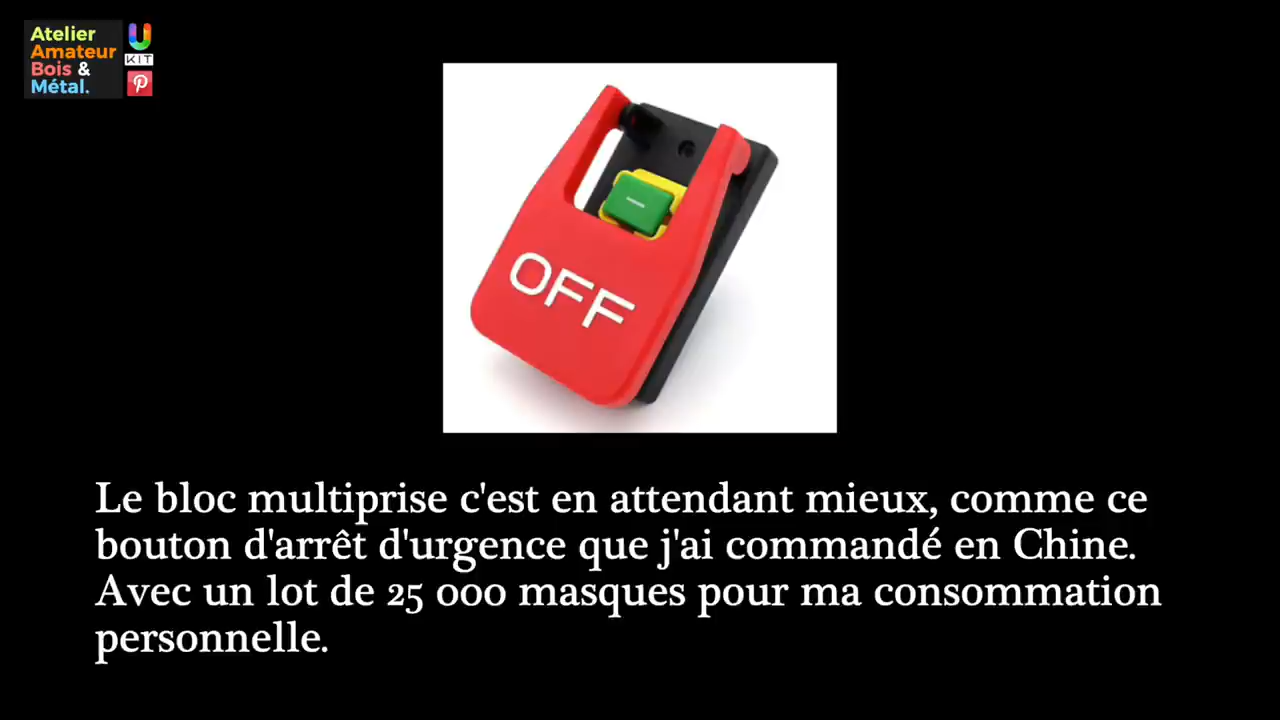 Atelier
Amateur
Bois &
Métal.
KIT
OFF
Le bloc multiprise c'est en attendant mieux, comme ce
bouton d'arrêt d'urgence que j'ai commandé en Chine.
Avec un lot de 25 000 masques pour ma consommation
personnelle.